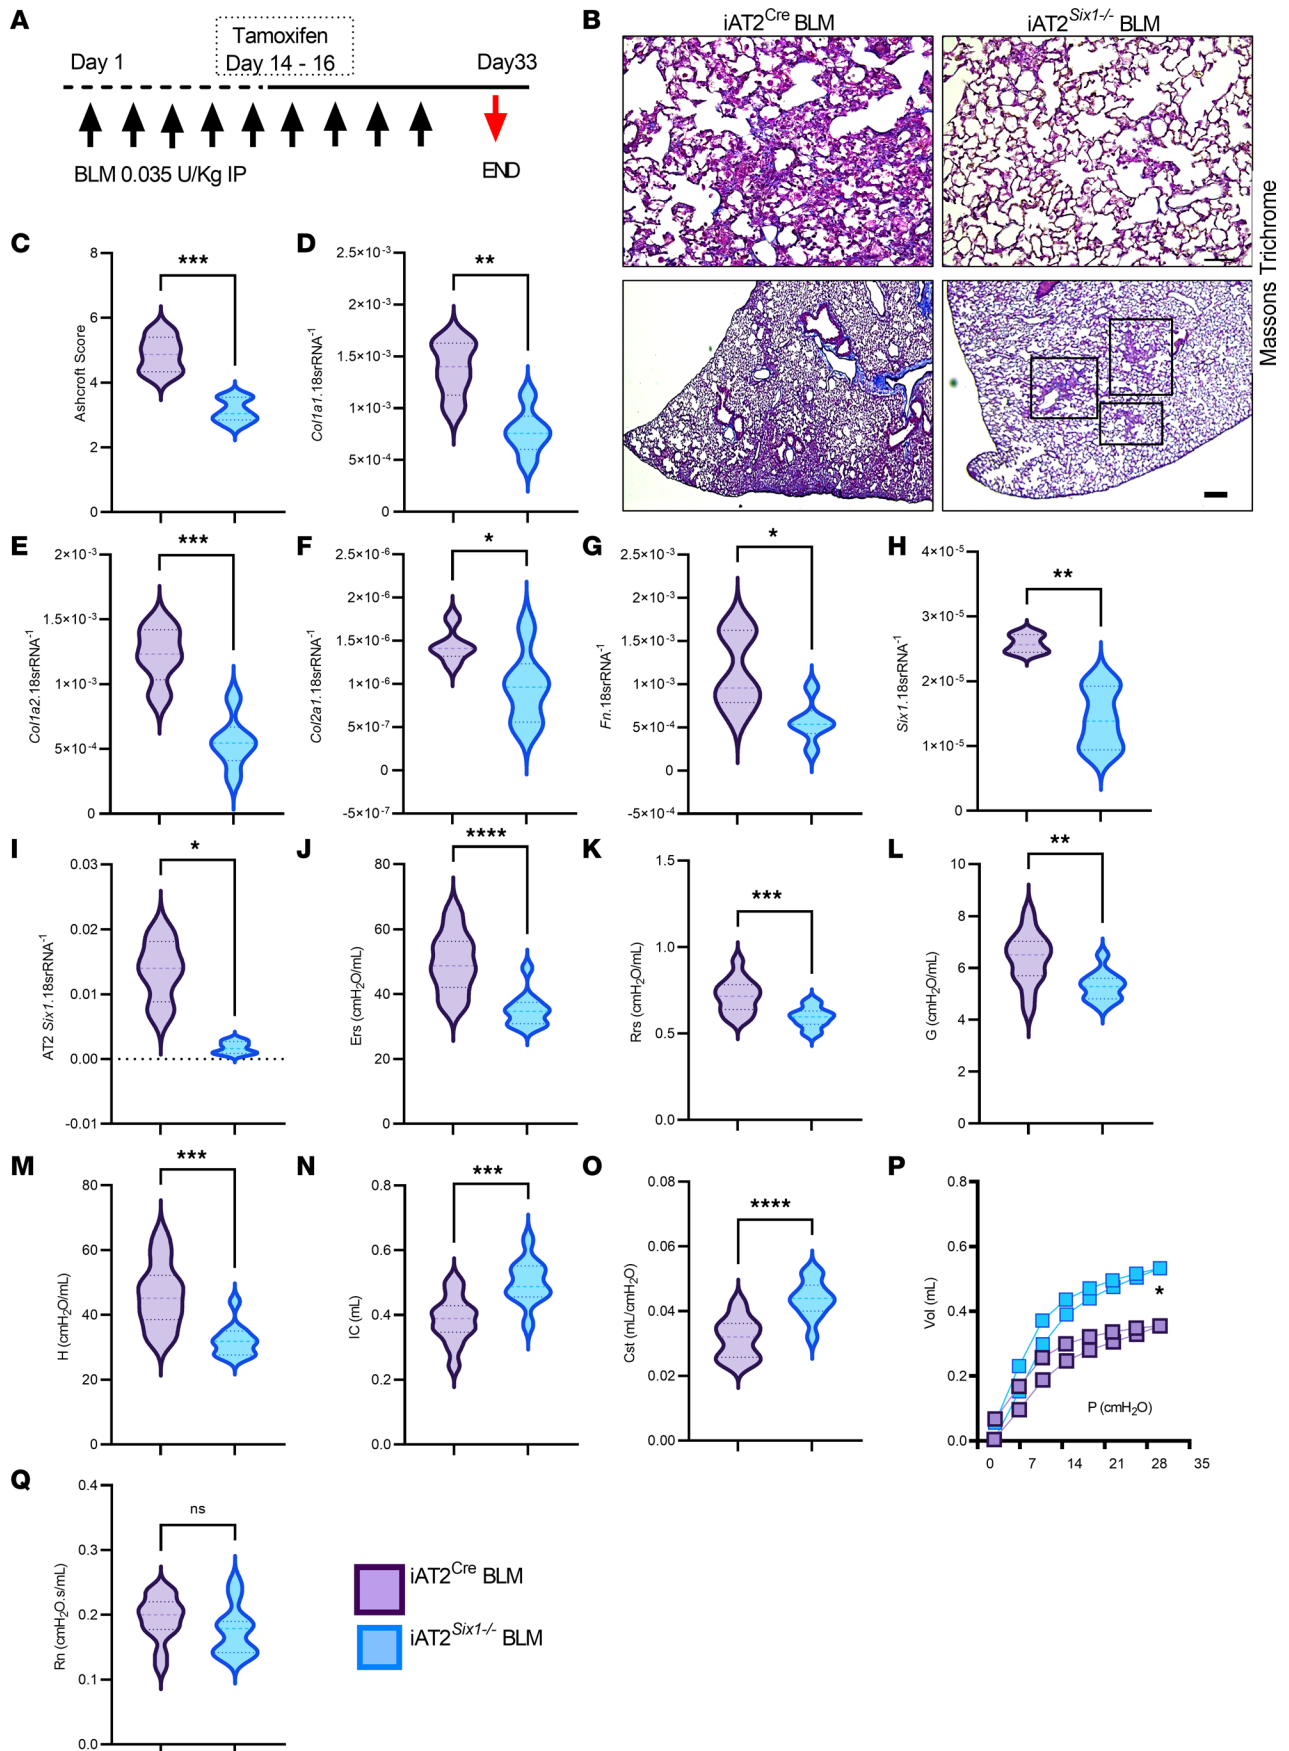 A
Tamoxifen
Day 1
Day 14 - 16
Day33
BLM 0.035 U/Kg IP
END
B
iAT2Cre BLM
iAT2Six1-/- BLM
Massons Trichrome
C
***
8
6
4
2
0
Ashcroft Score
D
**
2.5×10-3
2×10-3
1.5×10-3
1×10-3
5×10-4
0
Col1a1.18srRNA-1
E
***
2×10-3
1.5×10-3
1×10-3
5×10-4
0
Col1a2.18srRNA-1
F
*
2.5×10-6
2×10-6
1.5×10-6
1×10-6
5×10-7
0
-5×10-7
Col2a1.18srRNA-1
G
*
2.5×10-3
2×10-3
1.5×10-3
1×10-3
5×10-4
0
-5×10-4
Fn.18srRNA-1
H
**
4×10-5
3×10-5
2×10-5
1×10-5
0
Six1.18srRNA-1
I
*
0.03
0.02
0.01
0.00
-0.01
AT2 Six1.18srRNA-1
J
****
80
60
40
20
0
Ers (cmH2O/mL)
K
***
1.5
1.0
0.5
0.0
Rrs (cmH2O/mL)
L
**
10
8
6
4
2
0
G (cmH2O/mL)
M
***
80
60
40
20
0
H (cmH2O/mL)
N
***
0.8
0.6
0.4
0.2
0.0
IC (mL)
O
****
0.08
0.06
0.04
0.02
0.00
Cst (mL/cmH2O)
P
0.8
0.6
0.4
0.2
0.0
Vol (mL)
*
P (cmH2O)
0 7 14 21 28 35
Q
ns
0.4
0.3
0.2
0.1
0.0
Rn (cmH2O.s/mL)
iAT2Cre BLM
iAT2Six1-/- BLM